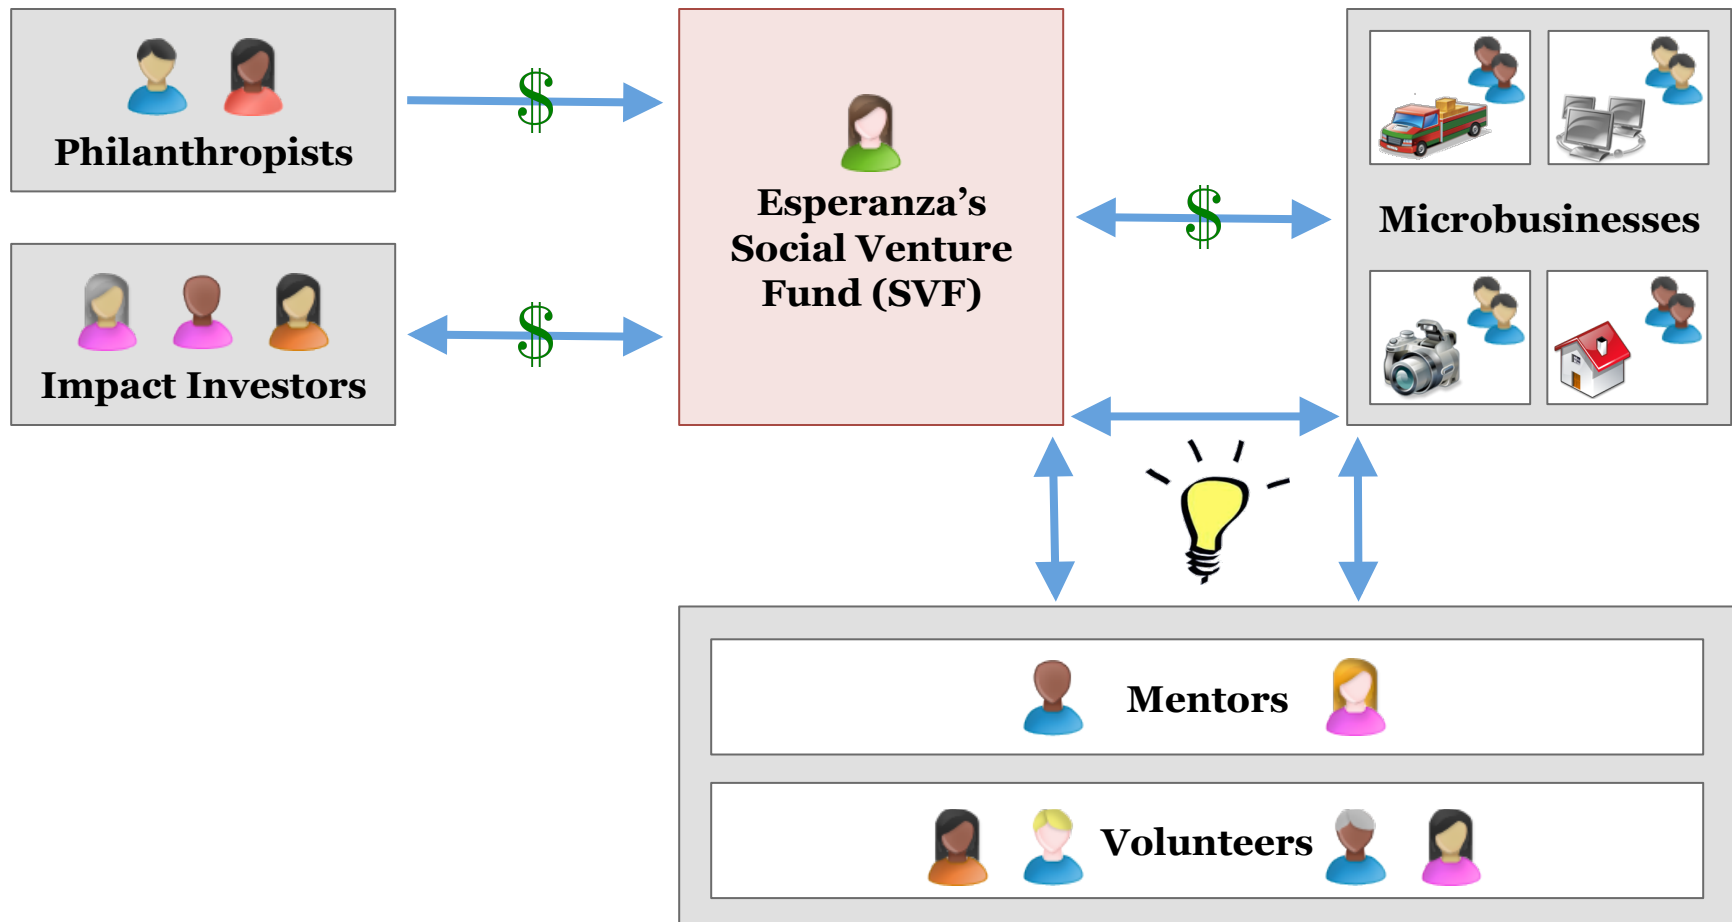 Philanthropists
$
Esperanza’s
Social Venture
Fund (SVF)
$
Microbusinesses
Impact Investors
$
Mentors
Volunteers